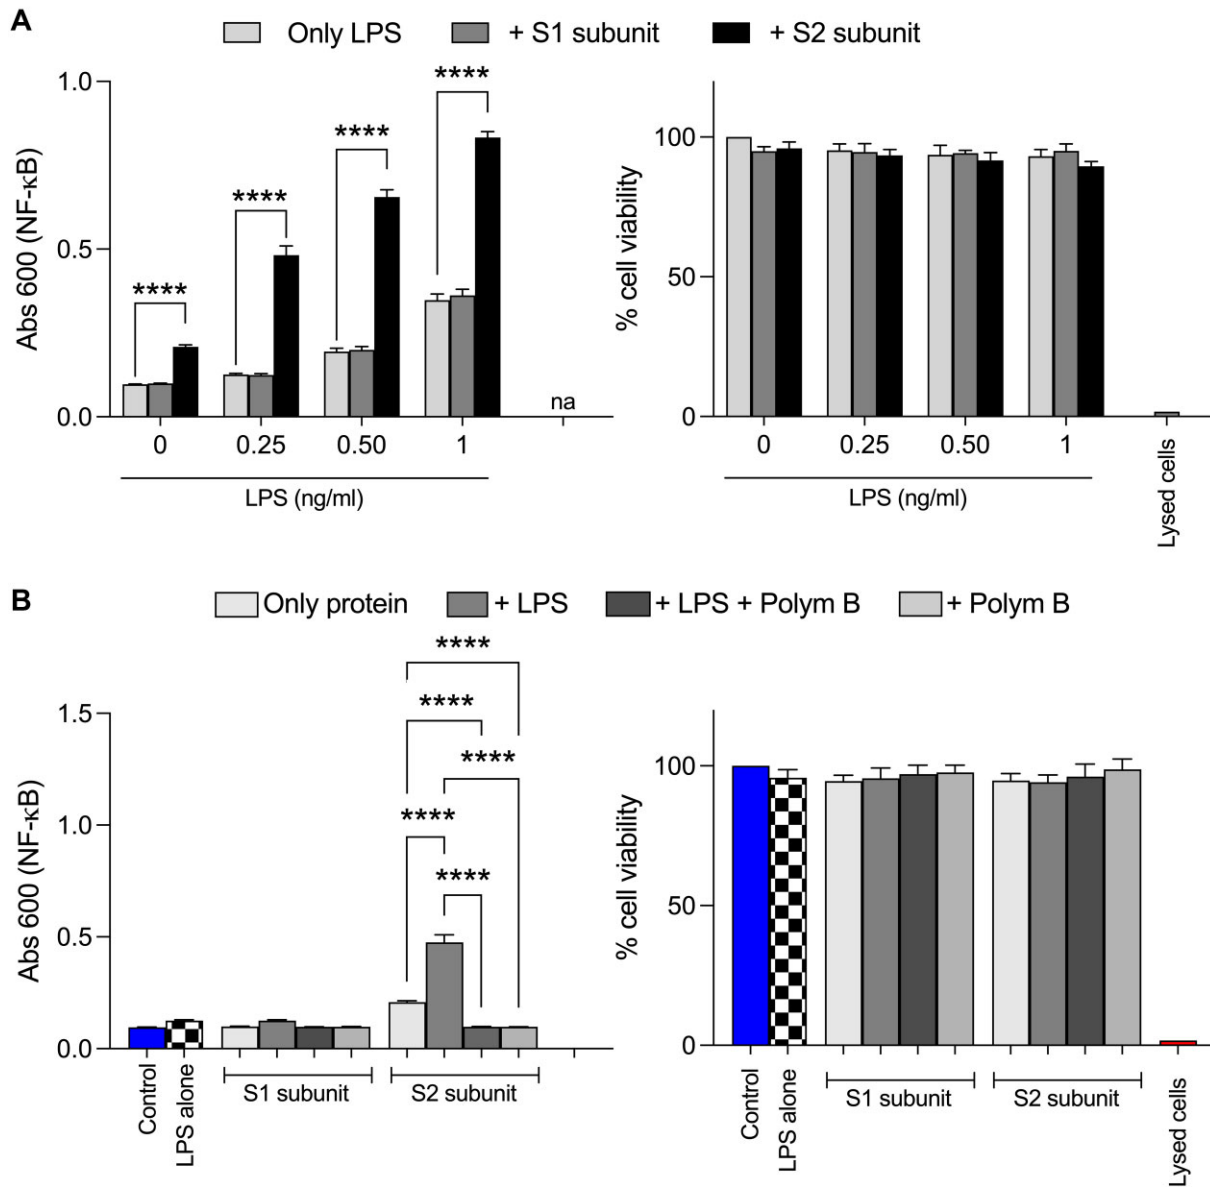 A
Only LPS + S1 subunit + S2 subunit
Abs 600 (NF-κB)
1.0
0.5
0.0
****
****
****
****
na
0 0.25 0.50 1
LPS (ng/ml)
% cell viability
100
50
0
0 0.25 0.50 1
LPS (ng/ml)
Lysed cells
B
Only protein + LPS + LPS + Polym B + Polym B
Abs 600 (NF-κB)
1.5
1.0
0.5
0.0
****
****
****
****
****
Control
LPS alone
S1 subunit
S2 subunit
% cell viability
100
50
0
Control
LPS alone
S1 subunit
S2 subunit
Lysed cells